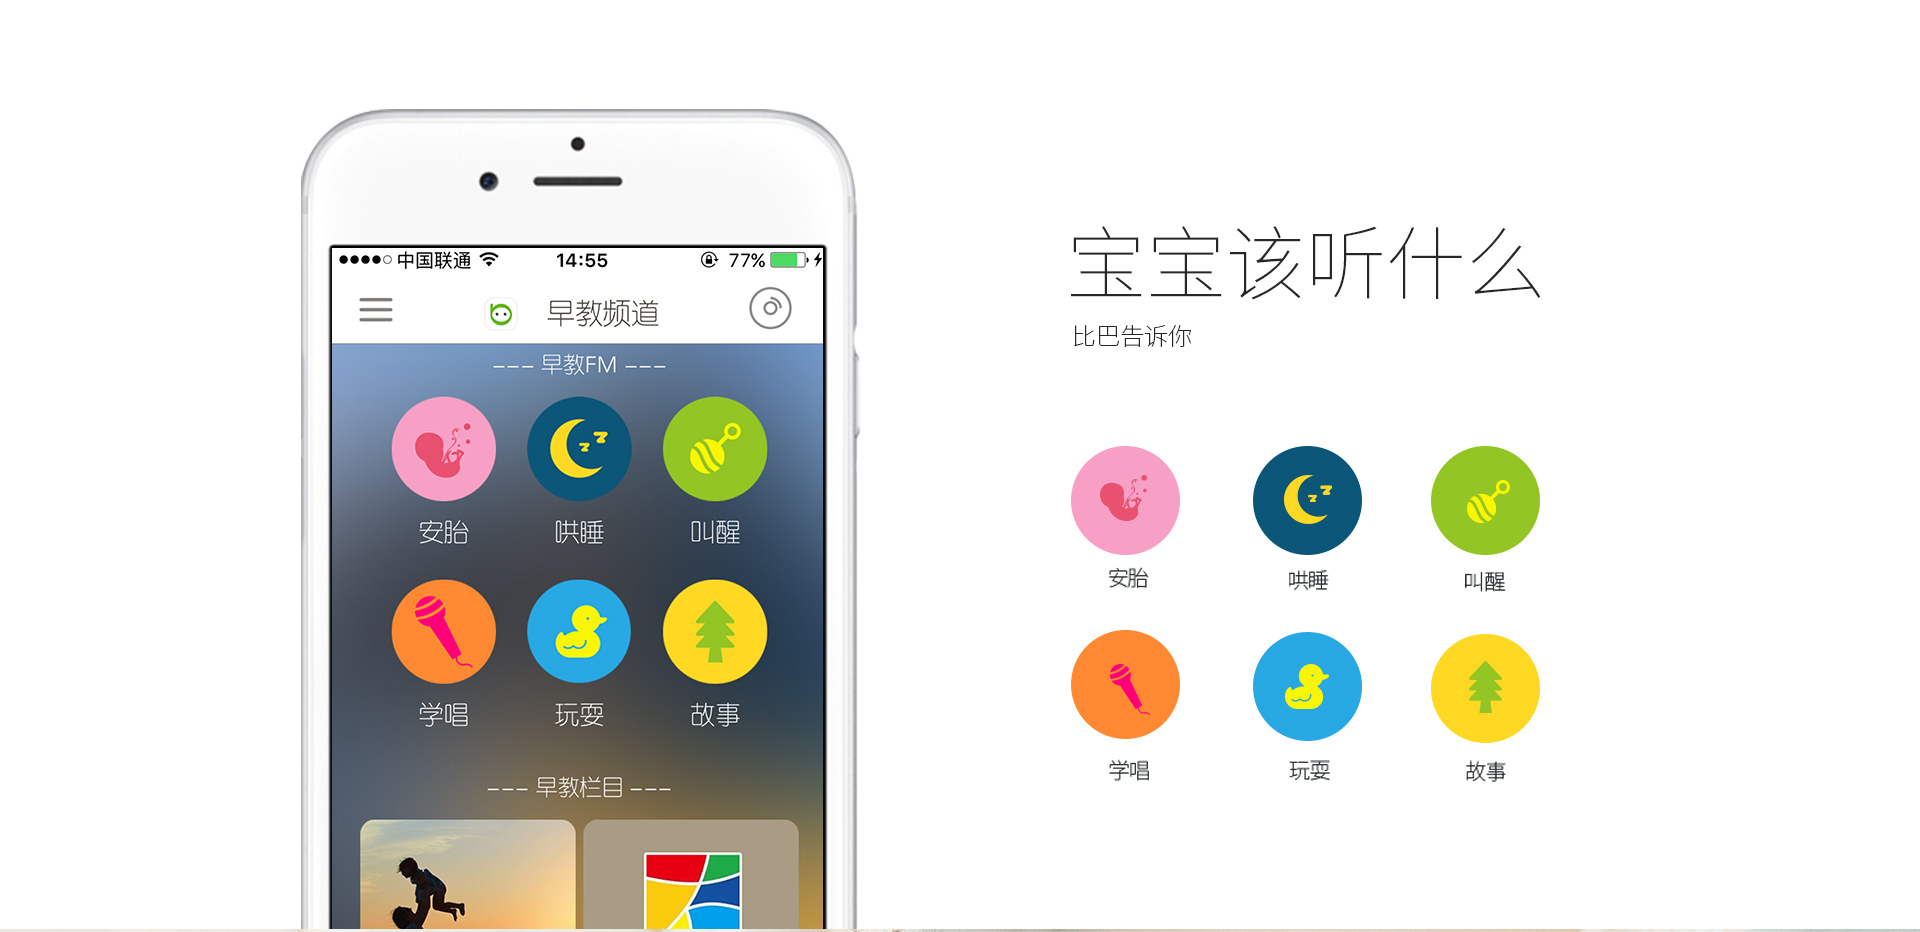 中国联通 14:55 77%
早教频道
--- 早教FM ---
安胎 哄睡 叫醒
学唱 玩耍 故事
--- 早教栏目 ---
宝宝该听什么
比巴告诉你
安胎 哄睡 叫醒
学唱 玩耍 故事